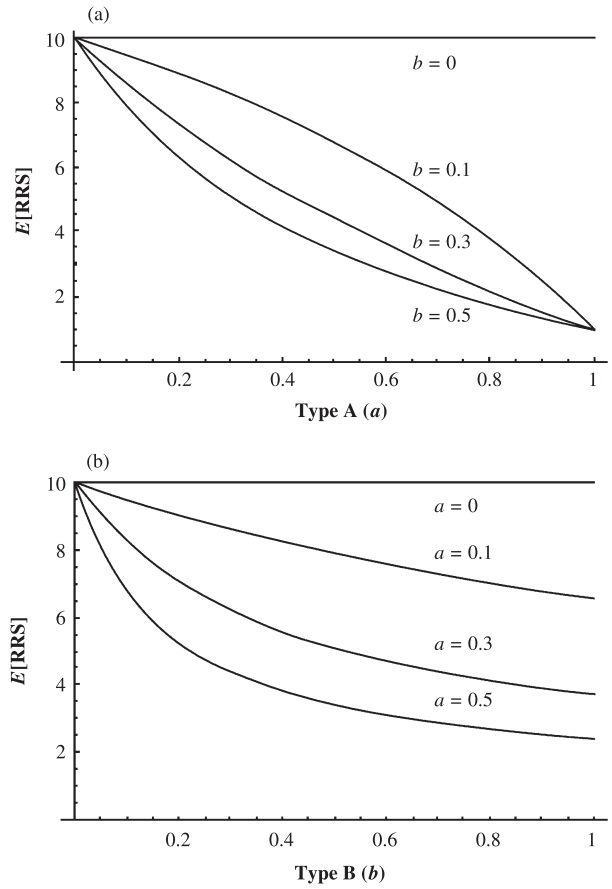 (a)
10
8
6
4
2
E[RRS]
b = 0
b = 0.1
b = 0.3
b = 0.5
0.2 0.4 0.6 0.8 1
Type A (a)
(b)
10
8
6
4
2
E[RRS]
a = 0
a = 0.1
a = 0.3
a = 0.5
0.2 0.4 0.6 0.8 1
Type B (b)